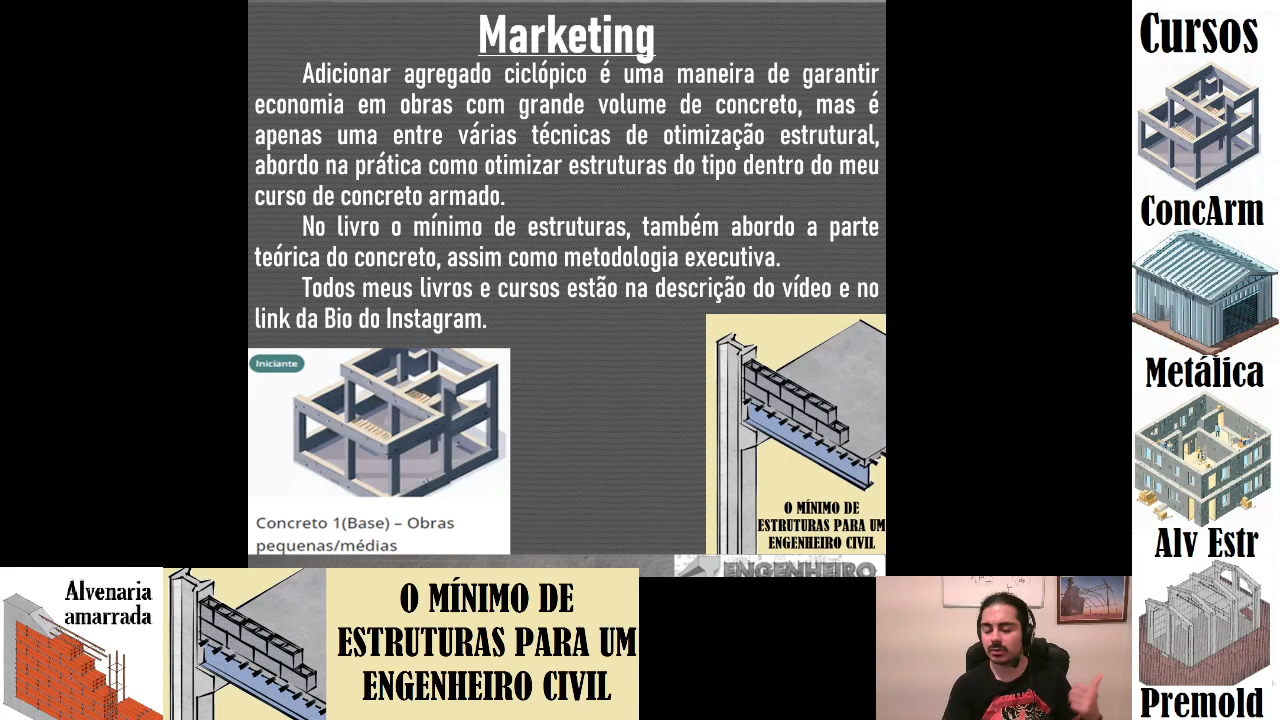 Marketing
Adicionar agregado ciclópico é uma maneira de garantir
economia em obras com grande volume de concreto, mas é
apenas uma entre várias técnicas de otimização estrutural,
abordo na prática como otimizar estruturas do tipo dentro do meu
curso de concreto armado.
No livro o mínimo de estruturas, também abordo a parte
teórica do concreto, assim como metodologia executiva.
Todos meus livros e cursos estão na descrição do vídeo e no
link da Bio do Instagram.
Iniciante
Concreto 1(Base) – Obras
pequenas/médias
O MÍNIMO DE
ESTRUTURAS PARA UM
ENGENHEIRO CIVIL
ENGENHEIRO
Cursos
ConcArm
Metálica
Alv Estr
Premold
Alvenaria
amarrada
O MÍNIMO DE
ESTRUTURAS PARA UM
ENGENHEIRO CIVIL